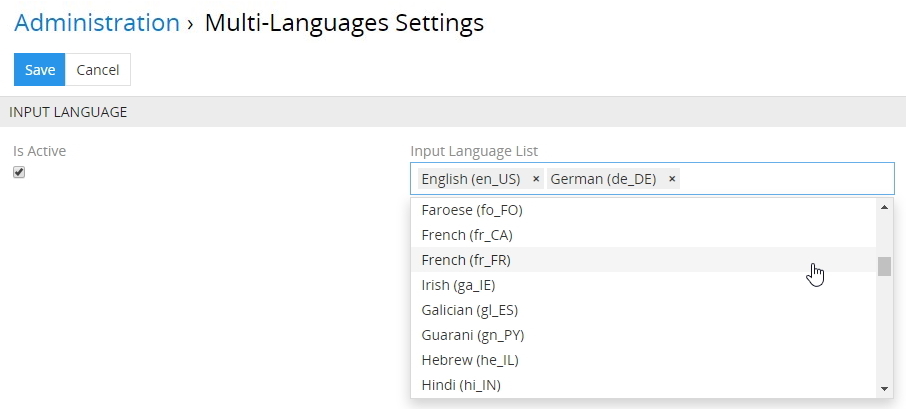 Administration › Multi-Languages Settings
Save Cancel
INPUT LANGUAGE
Is Active
Input Language List
English (en_US) × German (de_DE) ×
Faroese (fo_FO)
French (fr_CA)
French (fr_FR)
Irish (ga_IE)
Galician (gl_ES)
Guarani (gn_PY)
Hebrew (he_IL)
Hindi (hi_IN)